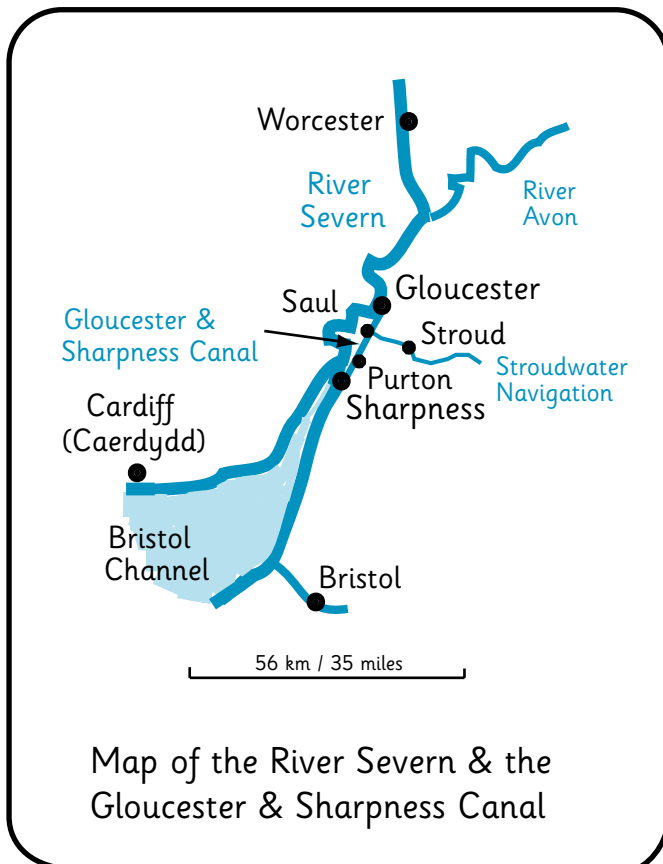 Worcester
River
Severn
River
Avon
Gloucester
Saul
Gloucester &
Sharpness Canal
Stroud
Stroudwater
Navigation
Purton
Sharpness
Cardiff
(Caerdydd)
Bristol
Channel
Bristol
56 km / 35 miles
Map of the River Severn & the
Gloucester & Sharpness Canal